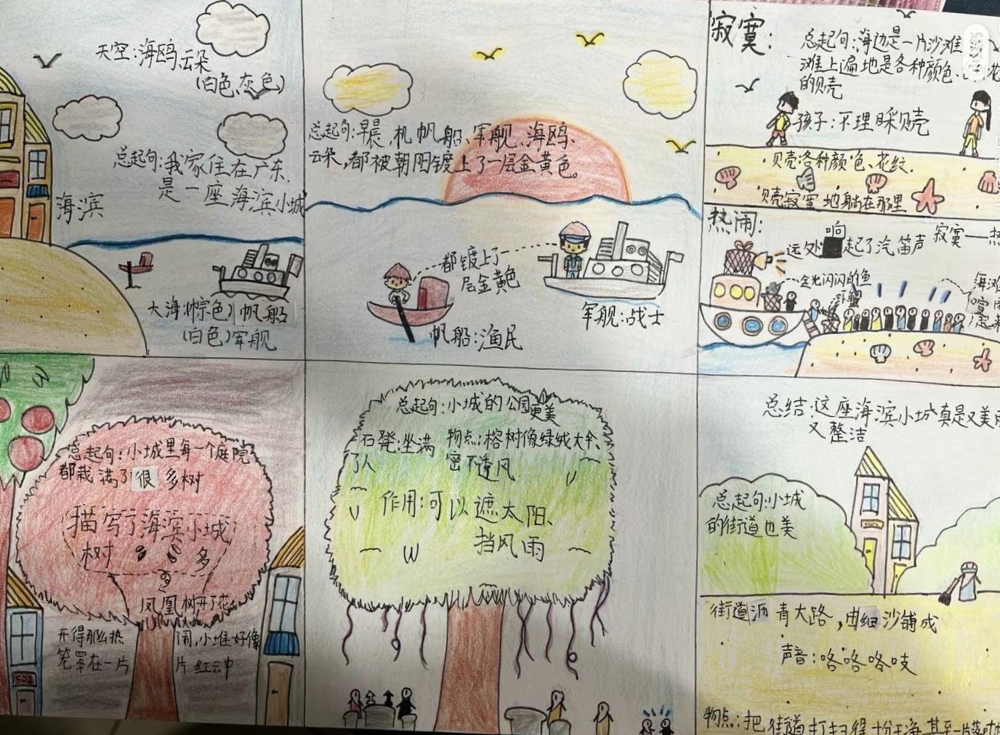 天空:海鸥、云朵
(白色、灰色)
总起句:我家住在广东,
是一座海滨小城
海滨
大海:(棕色)帆船
(白色)军舰
总起句:早晨,机帆船、军舰、海鸥、
云朵,都被朝阳镀上了一层金黄色。
都镀上了一
层金黄色
帆船:渔民
军舰:战士
寂寞:
总起句:海边是一片沙滩
滩上遍地是各种颜色、
的贝壳
孩子:不理睬贝壳
贝壳:各种颜色、花纹.
贝壳寂寞地躺在那里
热闹:
响
远处 起了汽笛声
寂寞——热
金光闪闪的鱼
海滩
喧闹
起来
总起句:小城里每一个庭院
都栽满了很多树
描写了海滨小城
树 多
凤凰树开了花
开得那么热闹,小城好像
笼罩在一片片红云中
502
总起句:小城的公园更美
石凳:坐满
了人
物点:榕树像绿绒大伞、
密不透风
作用:可以遮太阳、
挡风雨
总结:这座海滨小城真是又美
又整洁
总起句:小城
的街道也美
街道:沥青大路,由细沙铺成
声音:咯咯咯吱
物点:把街道打扫得十分干净,甚至一片落叶